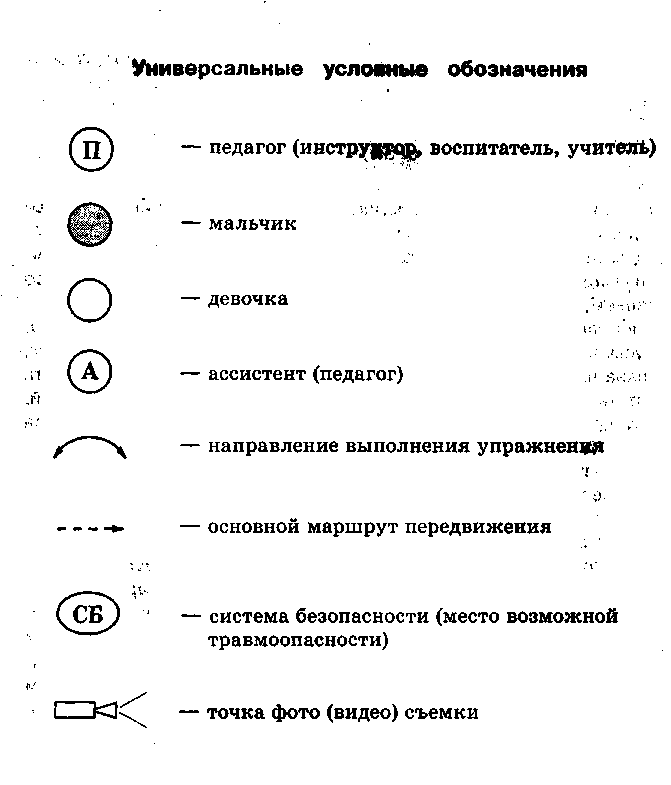 Универсальные условные обозначения
П — педагог (инструктор, воспитатель, учитель)
— мальчик
— девочка
А — ассистент (педагог)
— направление выполнения упражнения
— основной маршрут передвижения
СБ — система безопасности (место возможной
травмоопасности)
— точка фото (видео) съемки